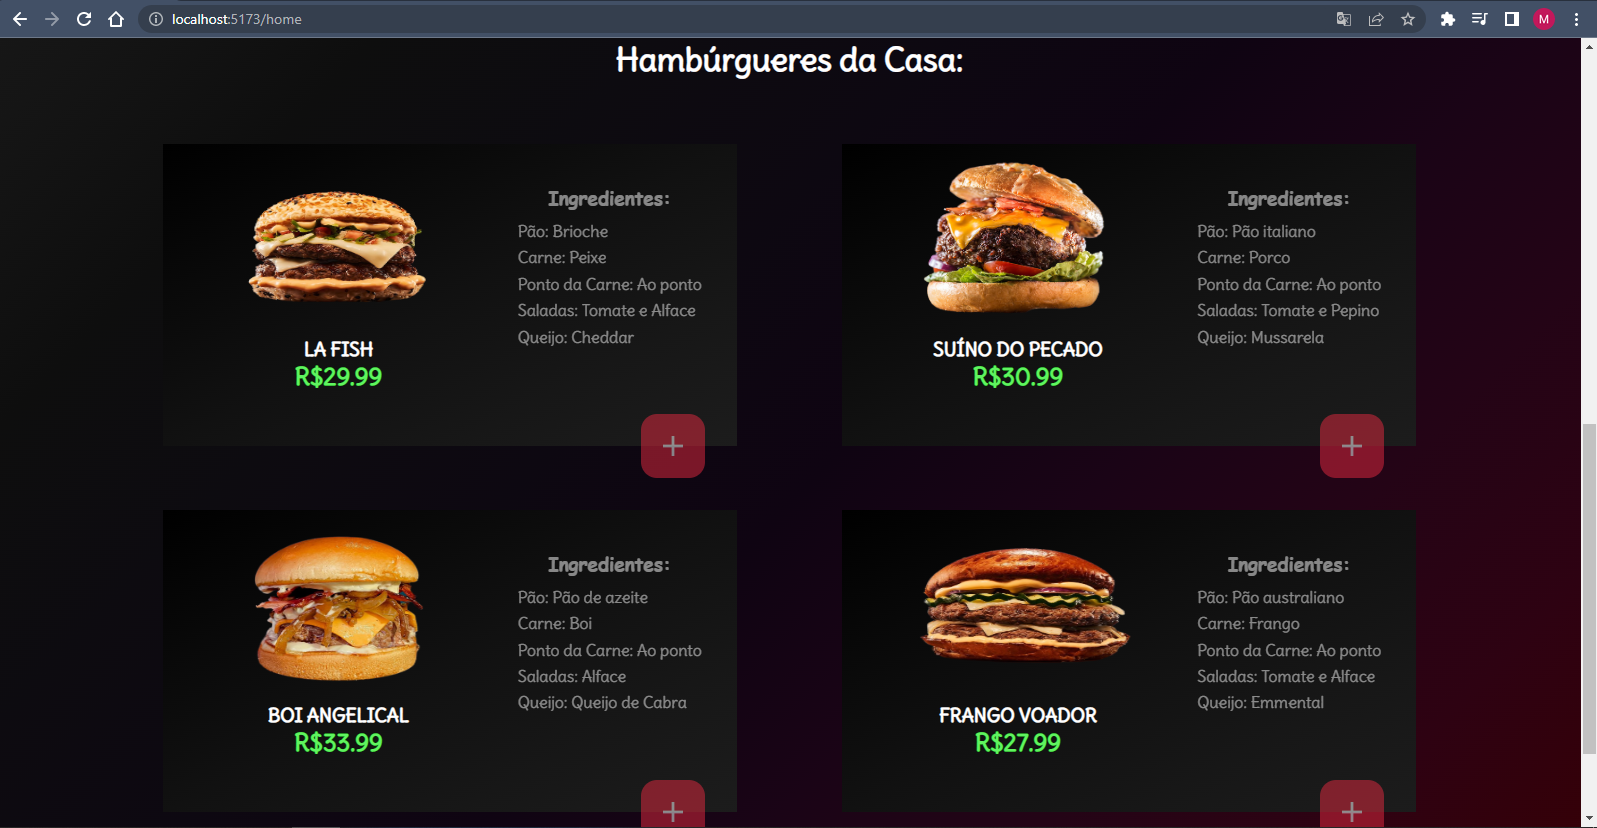 localhost:5173/home
M
Hambúrgueres da Casa:
Ingredientes:
Pão: Brioche
Carne: Peixe
Ponto da Carne: Ao ponto
Saladas: Tomate e Alface
Queijo: Cheddar
LA FISH
R$29.99
+
Ingredientes:
Pão: Pão italiano
Carne: Porco
Ponto da Carne: Ao ponto
Saladas: Tomate e Pepino
Queijo: Mussarela
SUÍNO DO PECADO
R$30.99
+
Ingredientes:
Pão: Pão de azeite
Carne: Boi
Ponto da Carne: Ao ponto
Saladas: Alface
Queijo: Queijo de Cabra
BOI ANGELICAL
R$33.99
+
Ingredientes:
Pão: Pão australiano
Carne: Frango
Ponto da Carne: Ao ponto
Saladas: Tomate e Alface
Queijo: Emmental
FRANGO VOADOR
R$27.99
+